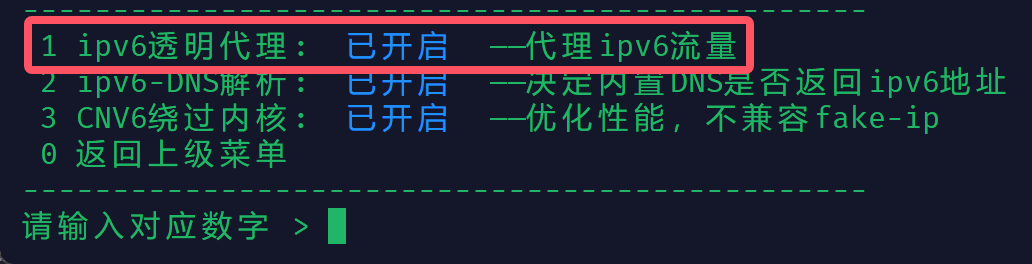 -----------------------------------------------
1 ipv6透明代理： 已开启 ——代理ipv6流量
2 ipv6-DNS解析： 已开启 ——决定内置DNS是否返回ipv6地址
3 CNV6绕过内核： 已开启 ——优化性能，不兼容fake-ip
0 返回上级菜单
-----------------------------------------------
请输入对应数字 >